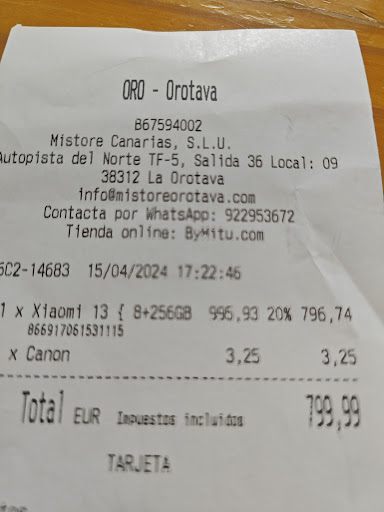 ORO - Orotava
B67594002
Mistore Canarias, S.L.U.
Autopista del Norte TF-5, Salida 36 Local: 09
38312 La Orotava
info@mistoreorotava.com
Contacta por WhatsApp: 922953672
Tienda online: ByMitu.com
6C2-14683 15/04/2024 17:22:46
1 x Xiaomi 13 { 8+256GB 995,93 20% 796,74
866917061531115
x Canon 3,25 3,25
Total EUR Impuestos incluidos 799,99
TARJETA